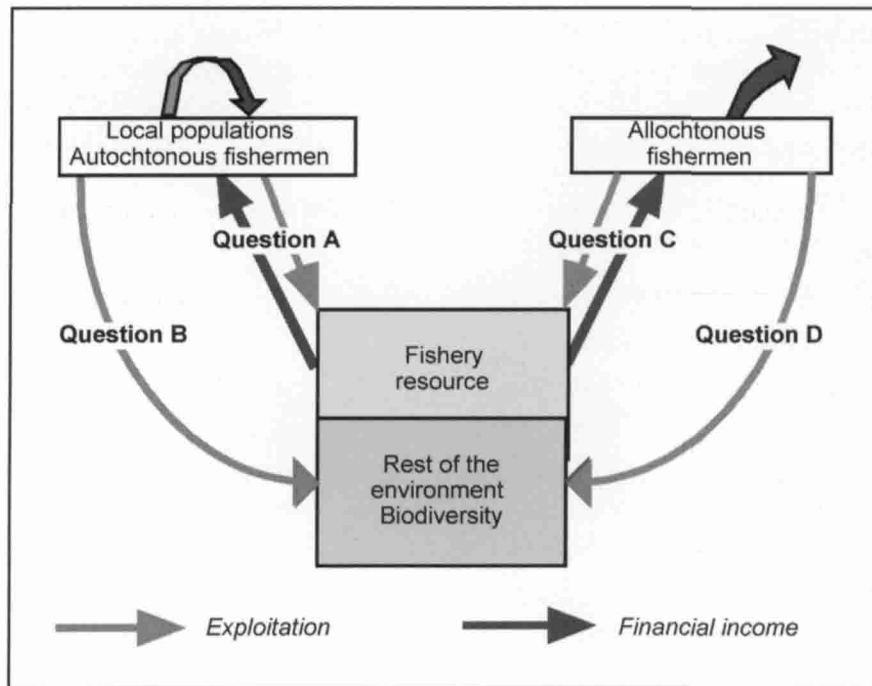 Local populations
Autochtonous fishermen
Allochtonous
fishermen
Question A
Question C
Question B
Question D
Fishery
resource
Rest of the
environment
Biodiversity
Exploitation
Financial income